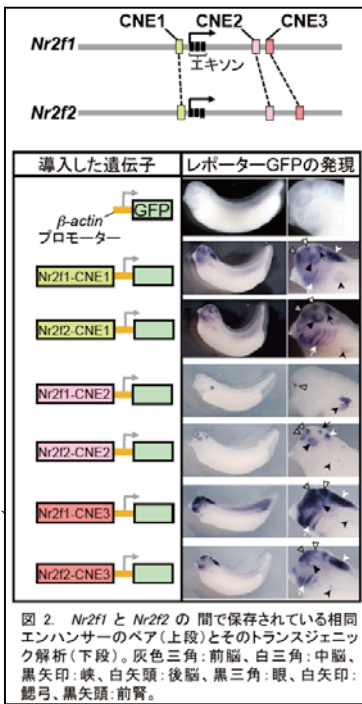 CNE1 CNE2 CNE3
Nr2f1
エキソン
Nr2f2
導入した遺伝子 レポーターGFPの発現
GFP
β-actin
プロモーター
Nr2f1-CNE1
Nr2f2-CNE1
Nr2f1-CNE2
Nr2f2-CNE2
Nr2f1-CNE3
Nr2f2-CNE3
図 2. Nr2f1 と Nr2f2 の 間で保存されている相同
エンハンサーのペア(上段)とそのトランスジェニッ
ク解析(下段)。灰色三角:前脳、白三角:中脳、
黒矢印:峡、白矢頭:後脳、黒三角:眼、白矢印:
鰓弓、黒矢頭:前腎。